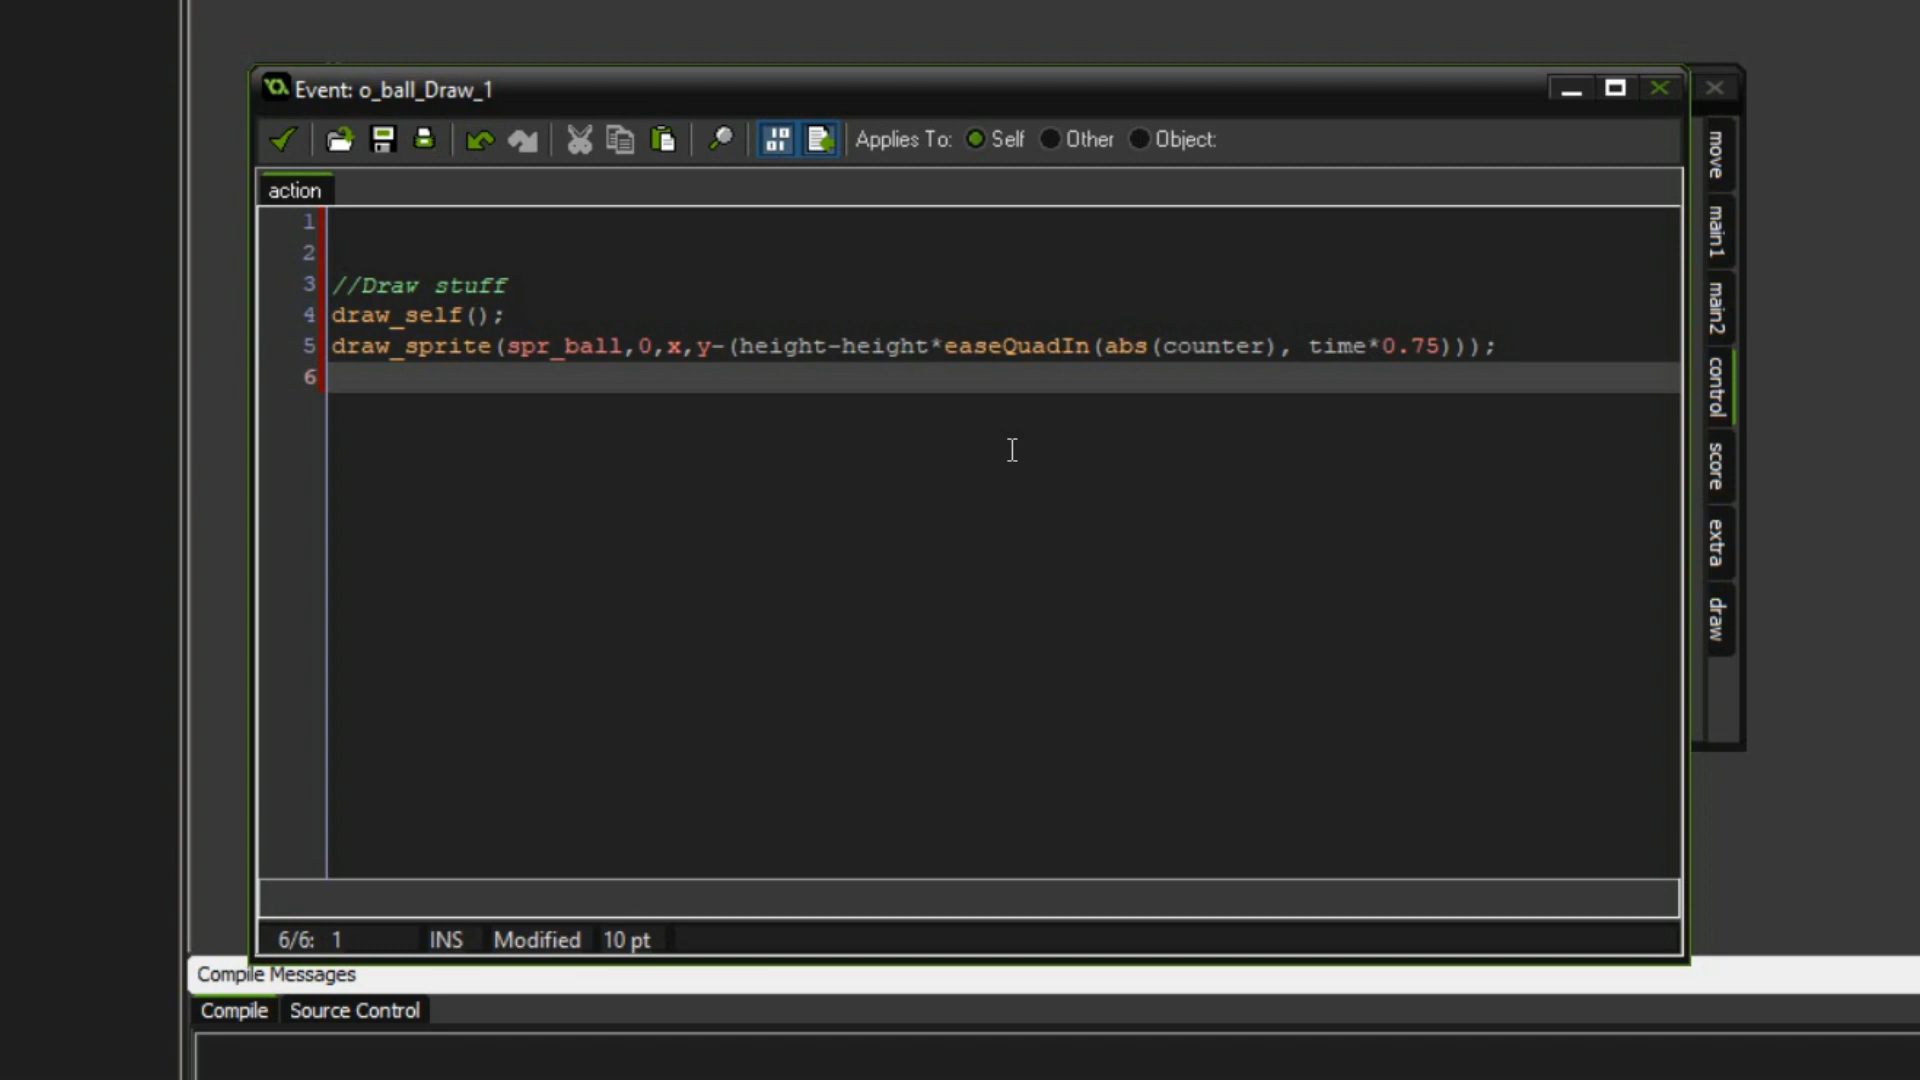 Event: o_ball_Draw_1
Applies To: Self Other Object:
action
1
2
3 //Draw stuff
4 draw_self();
5 draw_sprite(spr_ball,0,x,y-(height-height*easeQuadIn(abs(counter), time*0.75)));
6
6/6: 1 INS Modified 10 pt
move
main1
main2
control
score
extra
draw
Compile Messages
Compile Source Control